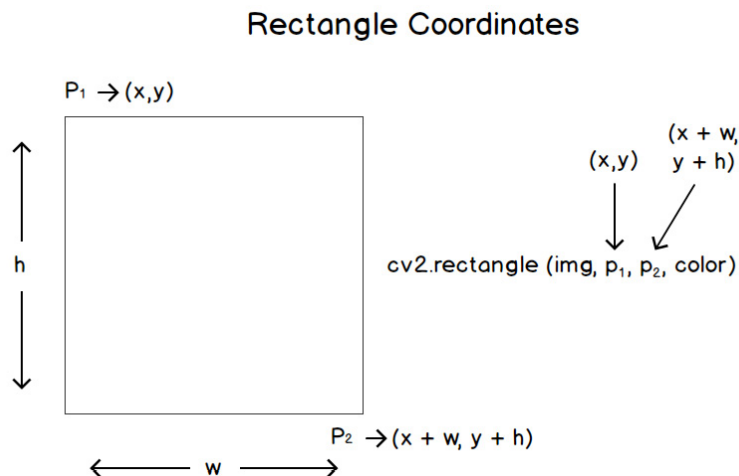 Rectangle Coordinates
P₁ → (x,y)
(x + w,
y + h)
(x,y)
h
cv2.rectangle (img, p₁, p₂, color)
P₂ → (x + w, y + h)
w